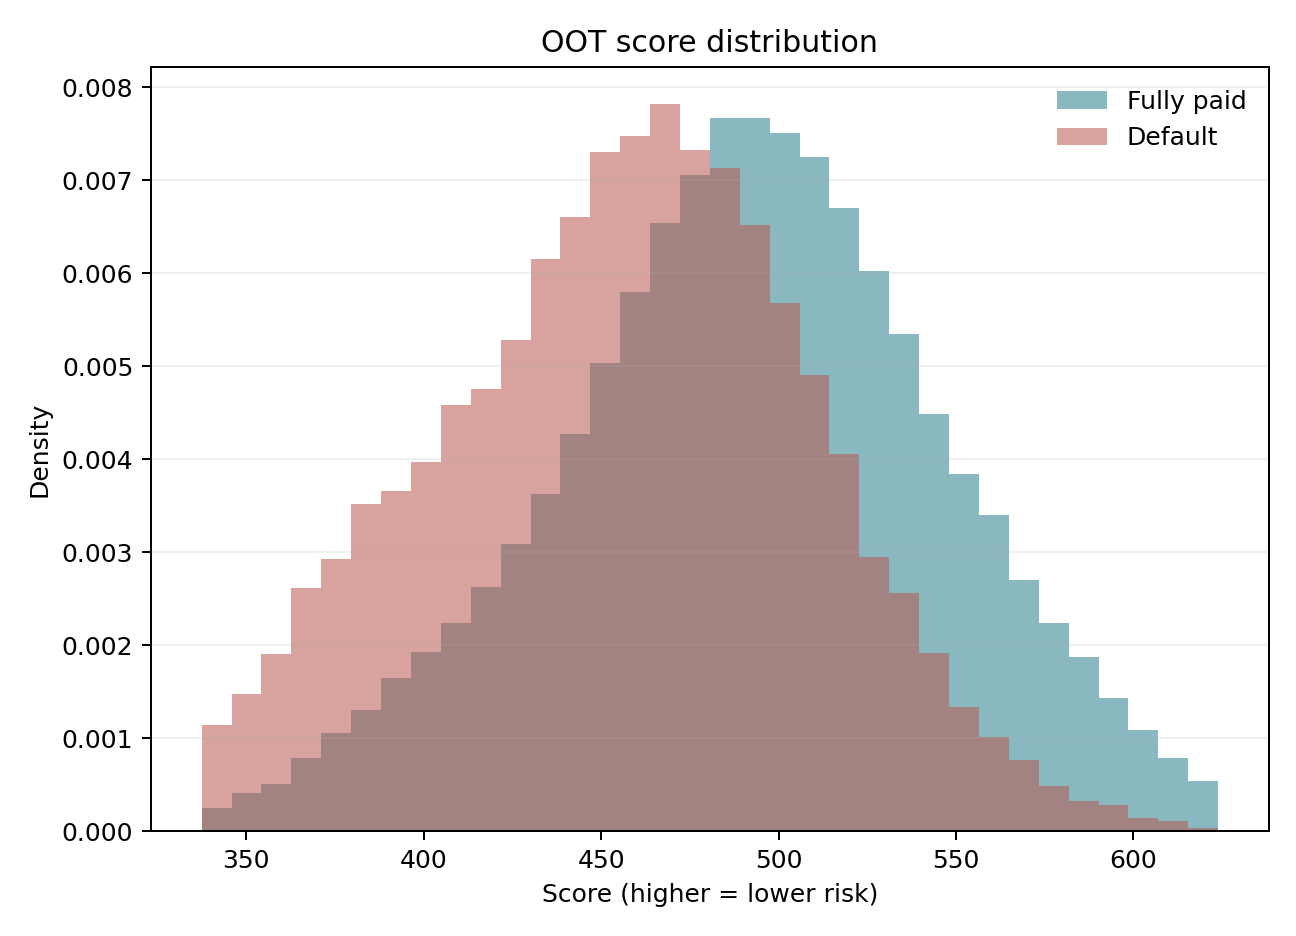 OOT score distribution
Fully paid
Default
Density
0.008
0.007
0.006
0.005
0.004
0.003
0.002
0.001
0.000
350 400 450 500 550 600
Score (higher = lower risk)